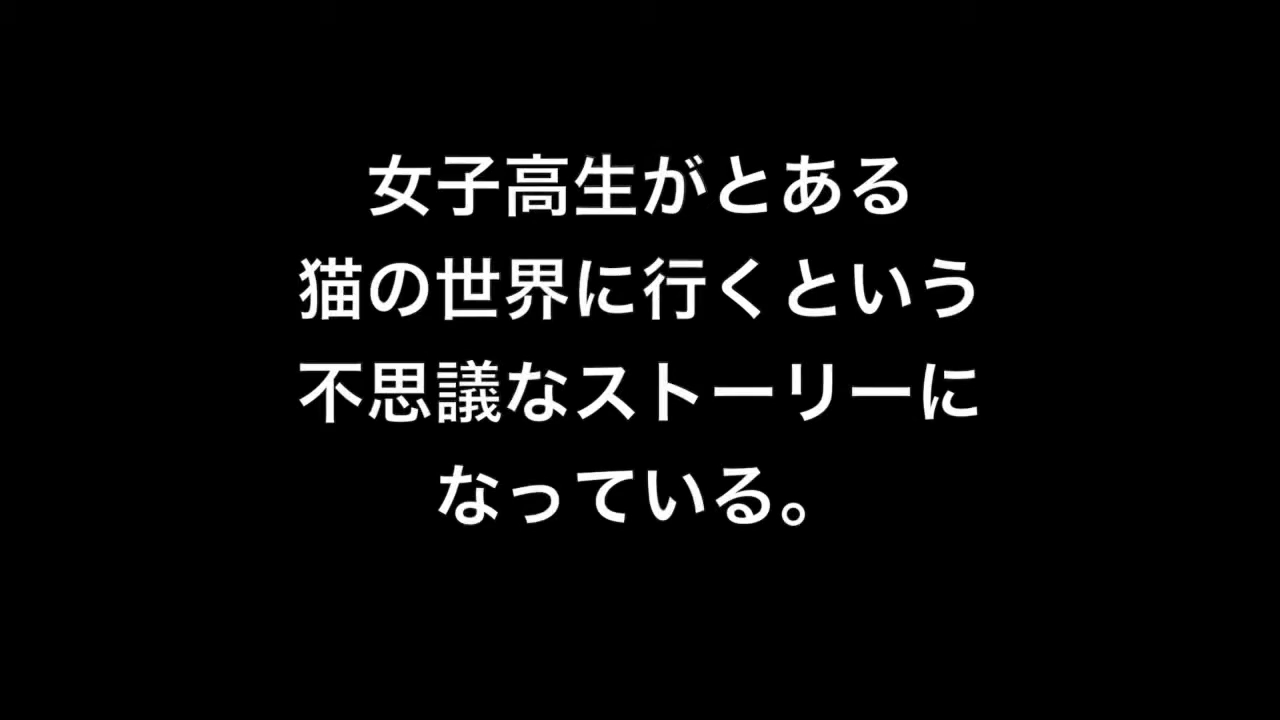 女子高生がとある
猫の世界に行くという
不思議なストーリーに
なっている。